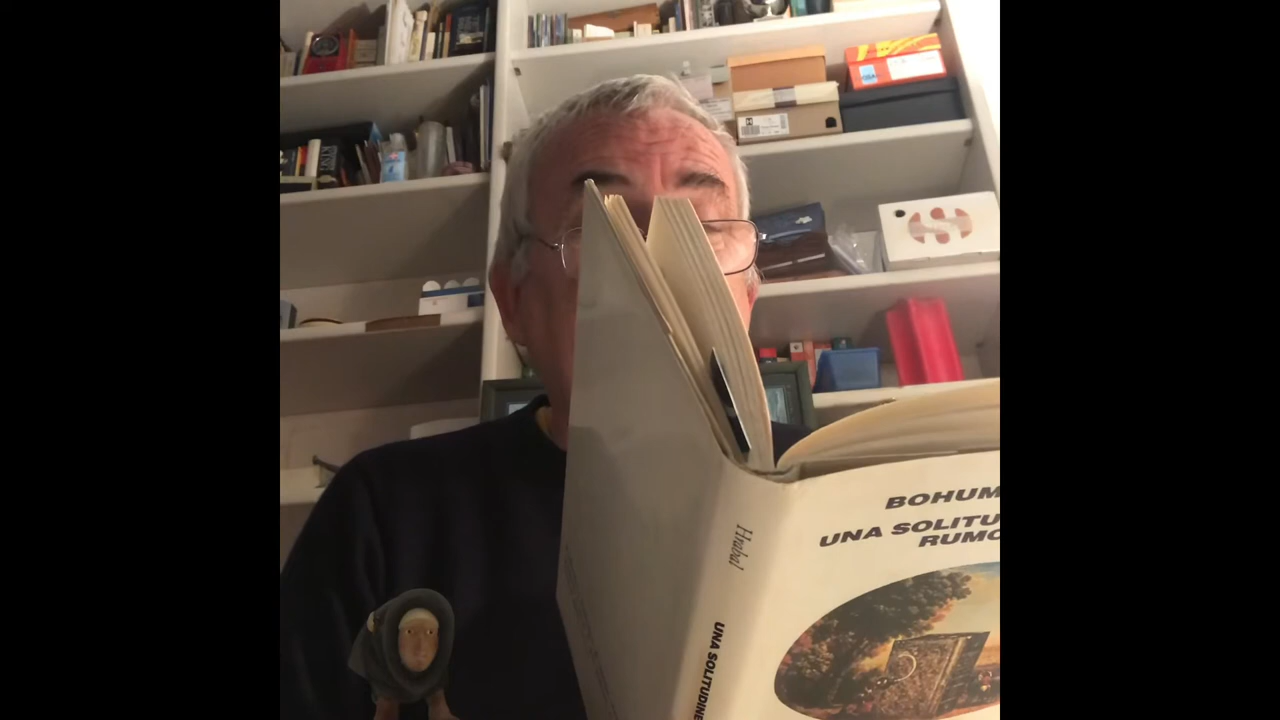 BOHUM
UNA SOLITU
RUMO
Hrabal
UNA SOLITUDINE